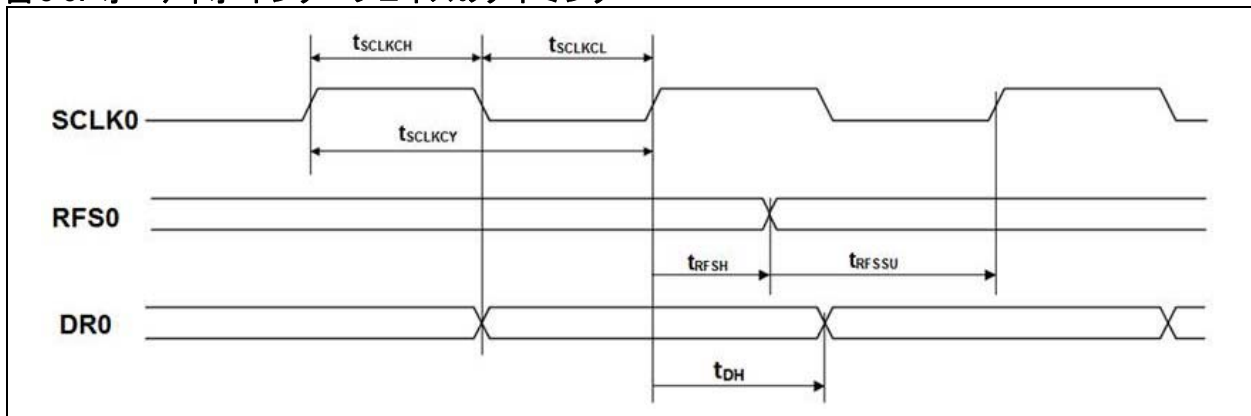 tSCLKCH
tSCLKCL
SCLK0
tSCLKCY
RFS0
tRFSH
tRFSSU
DR0
tDH